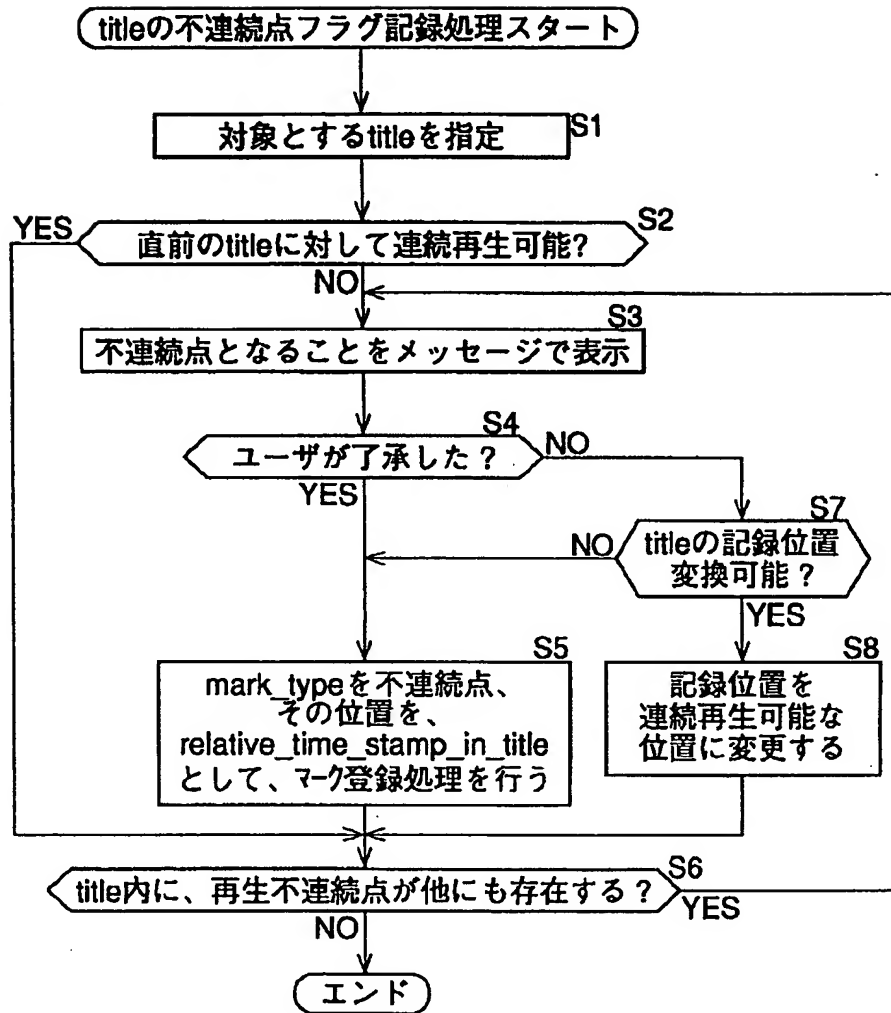 titleの不連続点フラグ記録処理スタート
S1
対象とするtitleを指定
S2
YES
直前のtitleに対して連続再生可能?
NO
S3
不連続点となることをメッセージで表示
S4
ユーザが了承した?
NO
YES
S7
NO
titleの記録位置
変換可能?
YES
S5
mark_typeを不連続点、
その位置を、
relative_time_stamp_in_title
として、マーク登録処理を行う
S8
記録位置を
連続再生可能な
位置に変更する
S6
title内に、再生不連続点が他にも存在する?
YES
NO
エンド